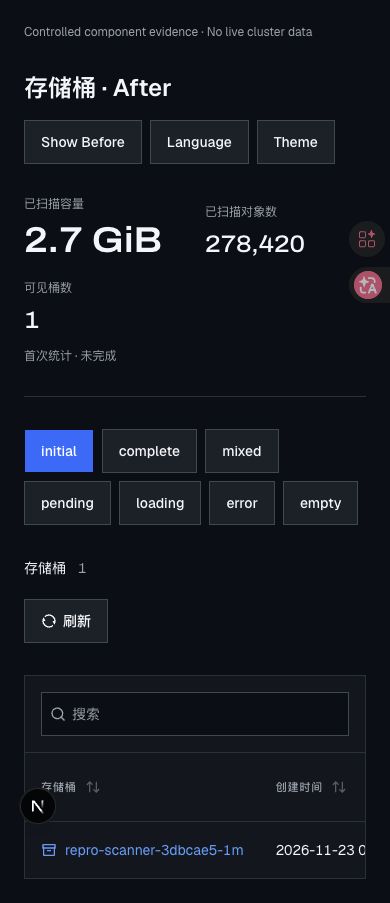 Controlled component evidence · No live cluster data
存储桶 · After
Show Before Language Theme
已扫描容量
2.7 GiB
已扫描对象数
278,420
可见桶数
1
首次统计 · 未完成
initial complete mixed
pending loading error empty
存储桶 1
刷新
搜索
存储桶 创建时间
N
repro-scanner-3dbcae5-1m 2026-11-23 0